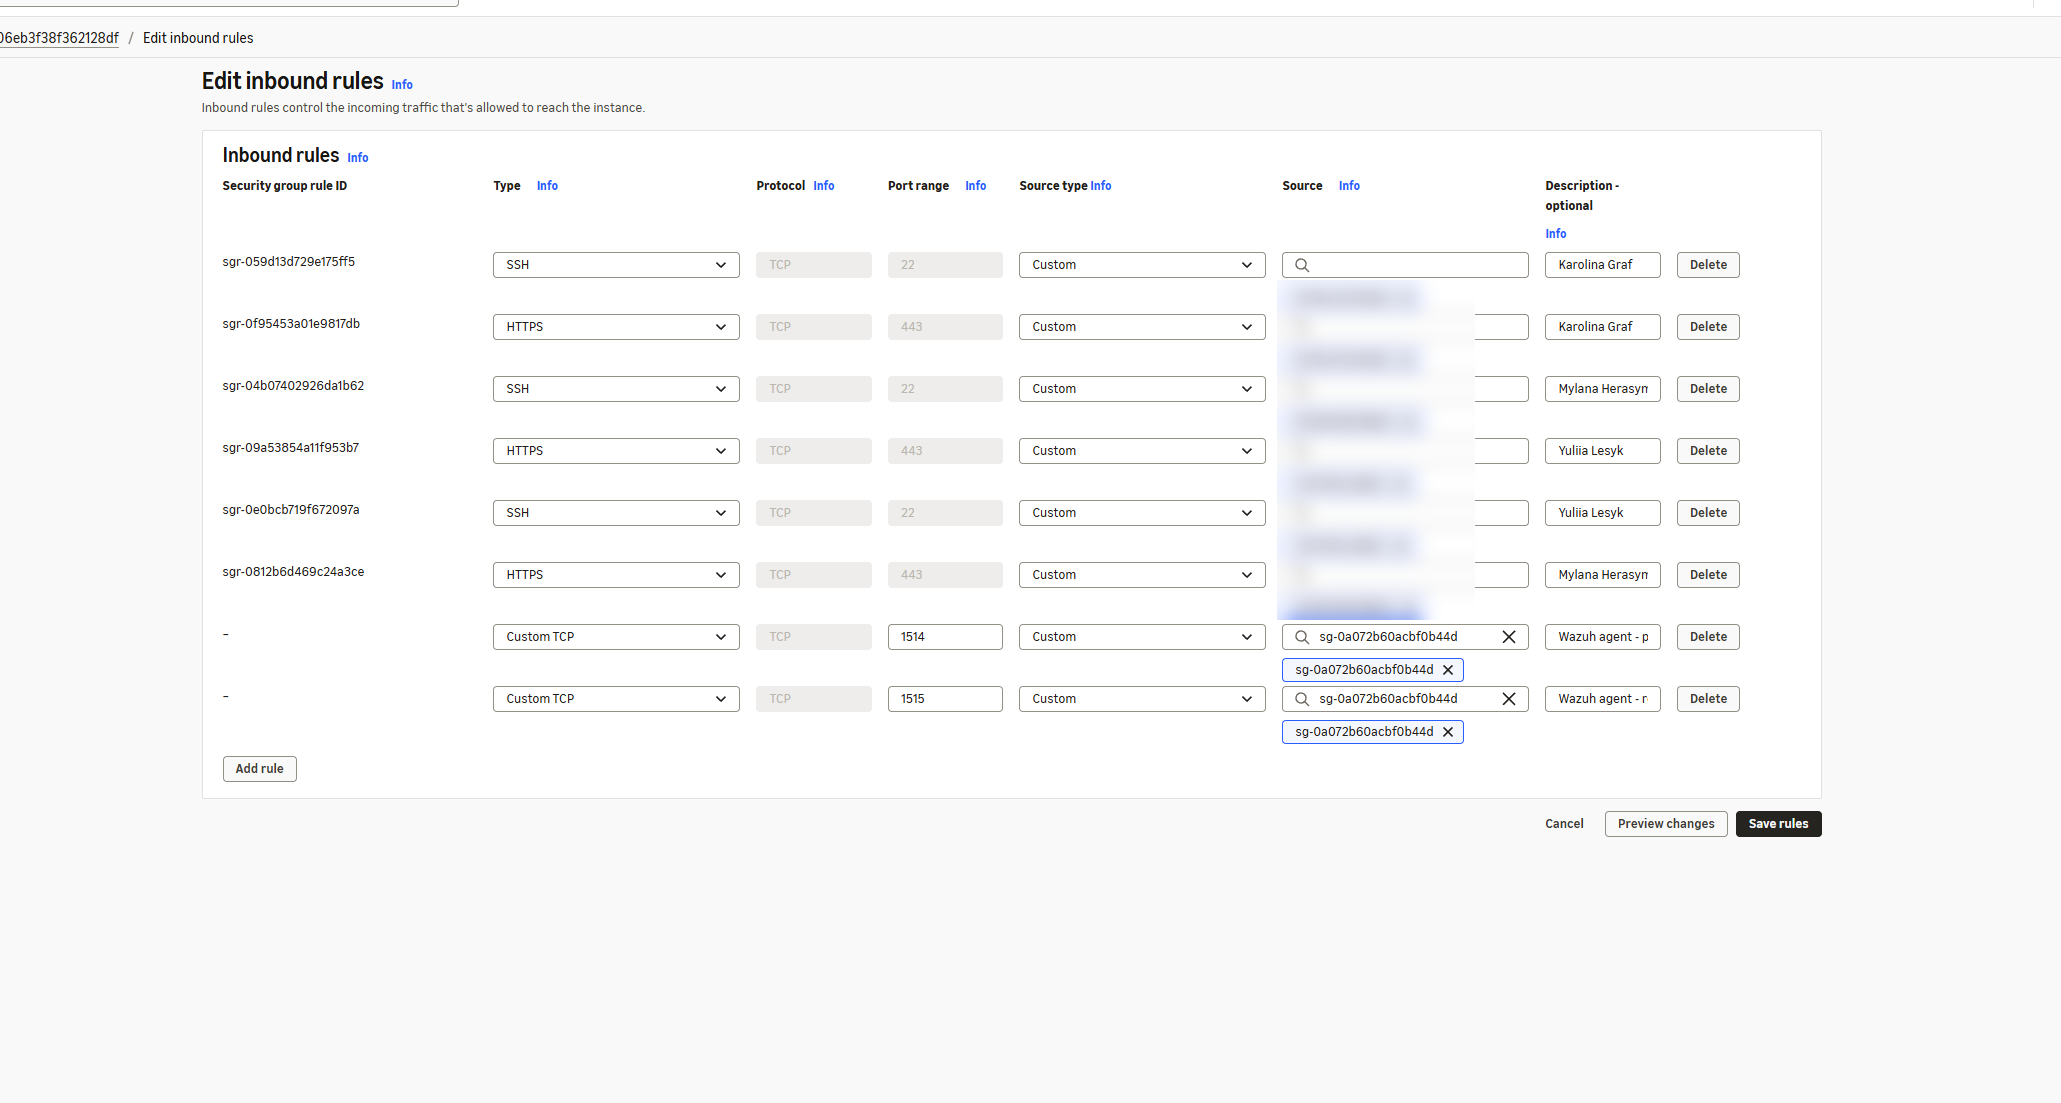 06eb3f38f362128df / Edit inbound rules
Edit inbound rules Info
Inbound rules control the incoming traffic that's allowed to reach the instance.
Inbound rules Info
Security group rule ID Type Info Protocol Info Port range Info Source type Info Source Info Description - optional Info
sgr-059d13d729e175ff5 SSH TCP 22 Custom Karolina Graf Delete
sgr-0f95453a01e9817db HTTPS TCP 443 Custom Karolina Graf Delete
sgr-04b07402926da1b62 SSH TCP 22 Custom Mylana Herasym Delete
sgr-09a53854a11f953b7 HTTPS TCP 443 Custom Yuliia Lesyk Delete
sgr-0e0bcb719f672097a SSH TCP 22 Custom Yuliia Lesyk Delete
sgr-0812b6d469c24a3ce HTTPS TCP 443 Custom Mylana Herasym Delete
– Custom TCP TCP 1514 Custom sg-0a072b60acbf0b44d Wazuh agent - p Delete
sg-0a072b60acbf0b44d
– Custom TCP TCP 1515 Custom sg-0a072b60acbf0b44d Wazuh agent - r Delete
sg-0a072b60acbf0b44d
Add rule
Cancel Preview changes Save rules